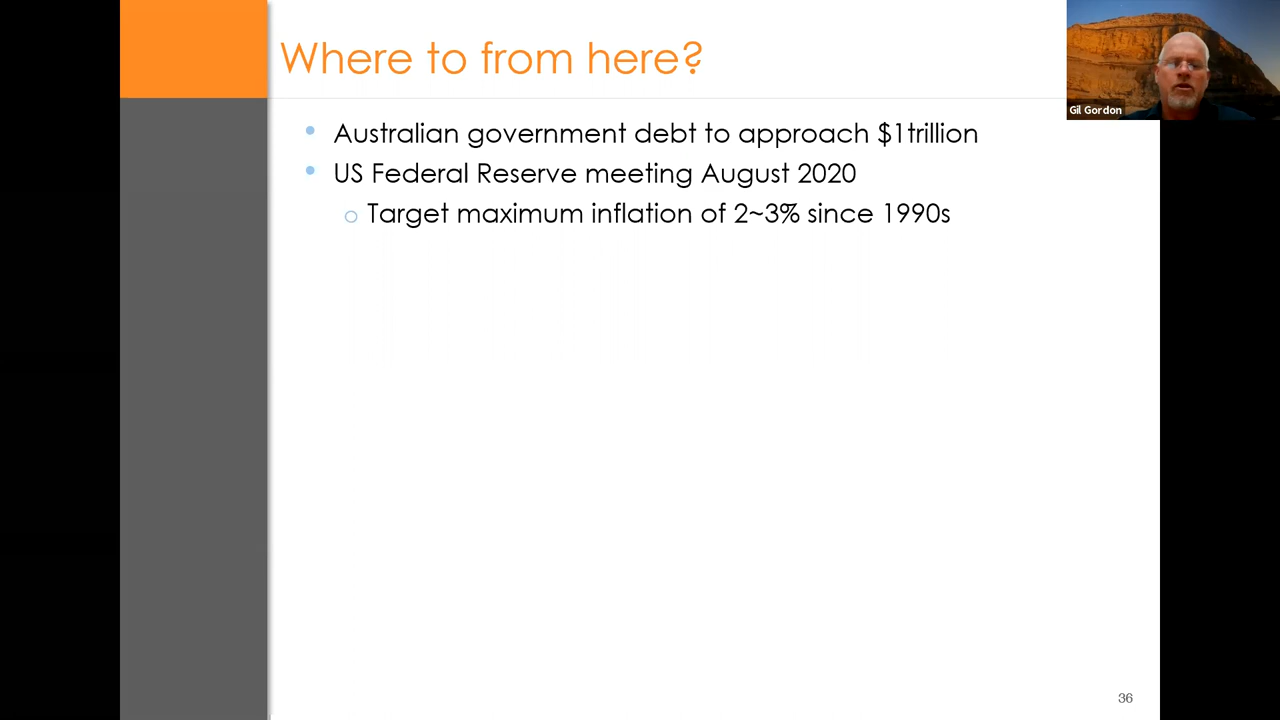 Where to from here?
Gil Gordon
• Australian government debt to approach $1trillion
• US Federal Reserve meeting August 2020
o Target maximum inflation of 2~3% since 1990s
36